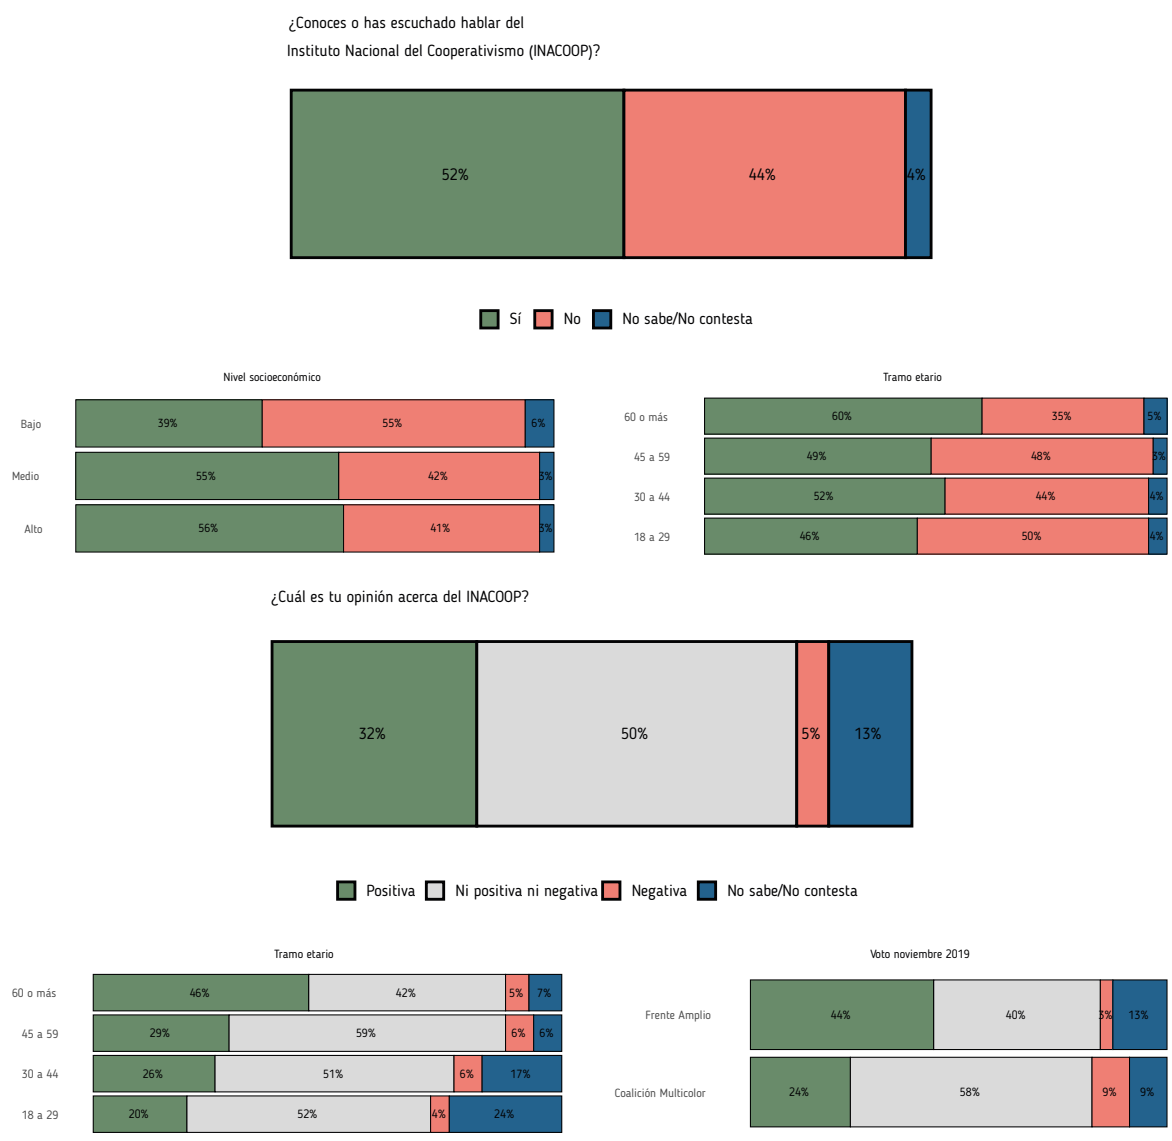 ¿Conoces o has escuchado hablar del
Instituto Nacional del Cooperativismo (INACOOP)?
52% 44% 4%
Sí No No sabe/No contesta
Nivel socioeconómico
Bajo 39% 55% 6%
Medio 55% 42% 3%
Alto 56% 41% 3%
Tramo etario
60 o más 60% 35% 5%
45 a 59 49% 48% 3%
30 a 44 52% 44% 4%
18 a 29 46% 50% 4%
¿Cuál es tu opinión acerca del INACOOP?
32% 50% 5% 13%
Positiva Ni positiva ni negativa Negativa No sabe/No contesta
Tramo etario
60 o más 46% 42% 5% 7%
45 a 59 29% 59% 6% 6%
30 a 44 26% 51% 6% 17%
18 a 29 20% 52% 4% 24%
Voto noviembre 2019
Frente Amplio 44% 40% 3% 13%
Coalición Multicolor 24% 58% 9% 9%